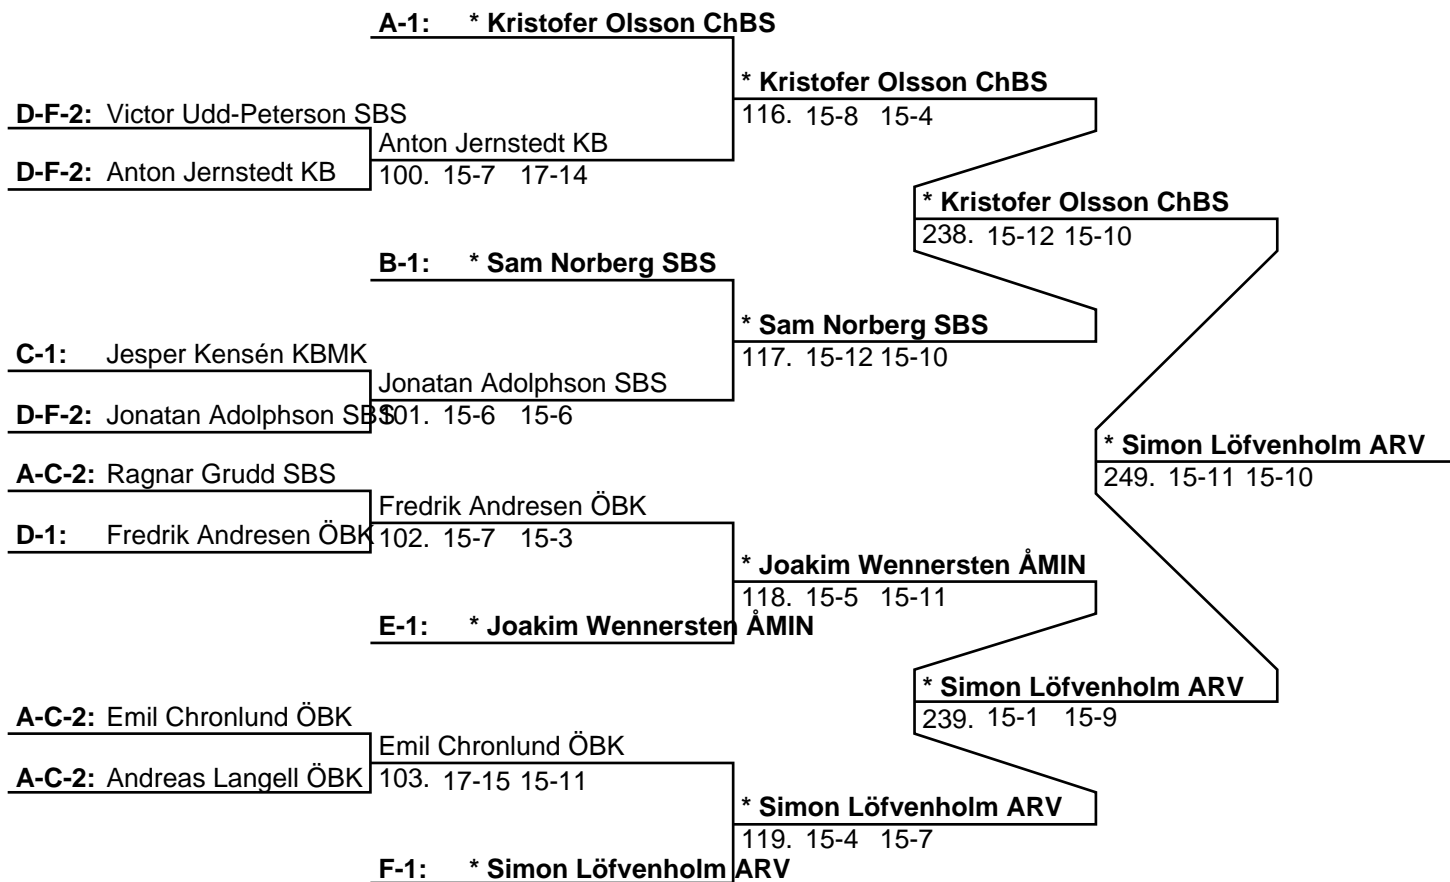 A-1: * Kristofer Olsson ChBS
* Kristofer Olsson ChBS
D-F-2: Victor Udd-Peterson SBS
116. 15-8 15-4
Anton Jernstedt KB
D-F-2: Anton Jernstedt KB
100. 15-7 17-14
* Kristofer Olsson ChBS
238. 15-12 15-10
B-1: * Sam Norberg SBS
* Sam Norberg SBS
C-1: Jesper Kensén KBMK
117. 15-12 15-10
Jonatan Adolphson SBS
D-F-2: Jonatan Adolphson SBS
101. 15-6 15-6
* Simon Löfvenholm ARV
A-C-2: Ragnar Grudd SBS
249. 15-11 15-10
Fredrik Andresen ÖBK
D-1: Fredrik Andresen ÖBK
102. 15-7 15-3
* Joakim Wennersten ÅMIN
118. 15-5 15-11
E-1: * Joakim Wennersten ÅMIN
* Simon Löfvenholm ARV
A-C-2: Emil Chronlund ÖBK
239. 15-1 15-9
Emil Chronlund ÖBK
A-C-2: Andreas Langell ÖBK
103. 17-15 15-11
* Simon Löfvenholm ARV
119. 15-4 15-7
F-1: * Simon Löfvenholm ARV